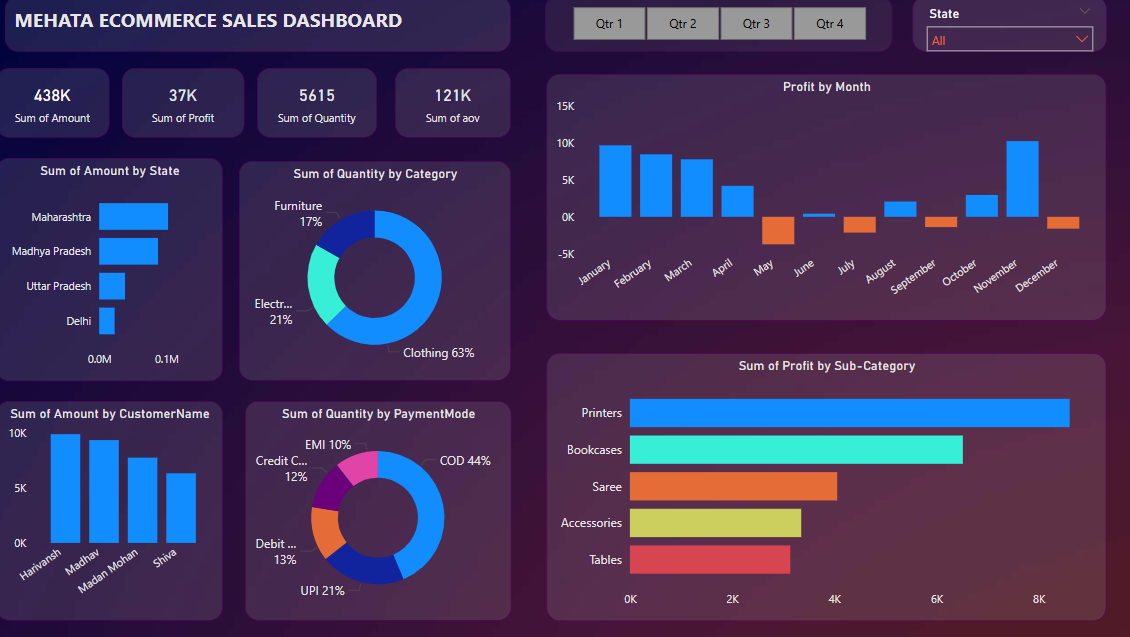 MEHATA ECOMMERCE SALES DASHBOARD
Qtr 1
Qtr 2
Qtr 3
Qtr 4
State
All
438K
Sum of Amount
37K
Sum of Profit
5615
Sum of Quantity
121K
Sum of aov
Profit by Month
15K
10K
5K
0K
-5K
January
February
March
April
May
June
July
August
September
October
November
December
Sum of Amount by State
Maharashtra
Madhya Pradesh
Uttar Pradesh
Delhi
0.0M
0.1M
Sum of Quantity by Category
Furniture
17%
Electr...
21%
Clothing 63%
Sum of Profit by Sub-Category
Printers
Bookcases
Saree
Accessories
Tables
0K
2K
4K
6K
8K
Sum of Amount by CustomerName
10K
5K
0K
Harivansh
Madhav
Madan Mohan
Shiva
Sum of Quantity by PaymentMode
EMI 10%
Credit C...
12%
COD 44%
Debit ...
13%
UPI 21%